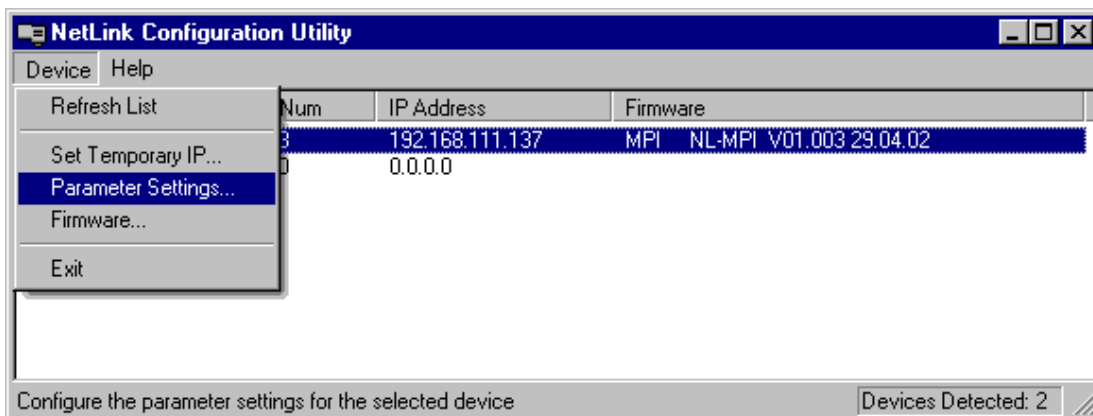 NetLink Configuration Utility
Device Help
Refresh List
Set Temporary IP...
Parameter Settings...
Firmware...
Exit
Num IP Address Firmware
192.168.111.137 MPI NL-MPI V01.003 29.04.02
0.0.0.0
Configure the parameter settings for the selected device Devices Detected: 2